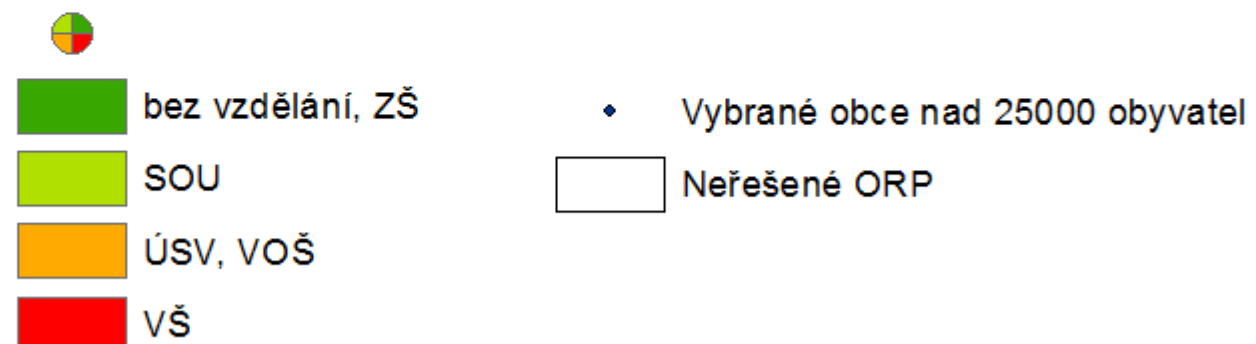 bez vzdělání, ZŠ
SOU
ÚSV, VOŠ
VŠ
Vybrané obce nad 25000 obyvatel
Neřešené ORP